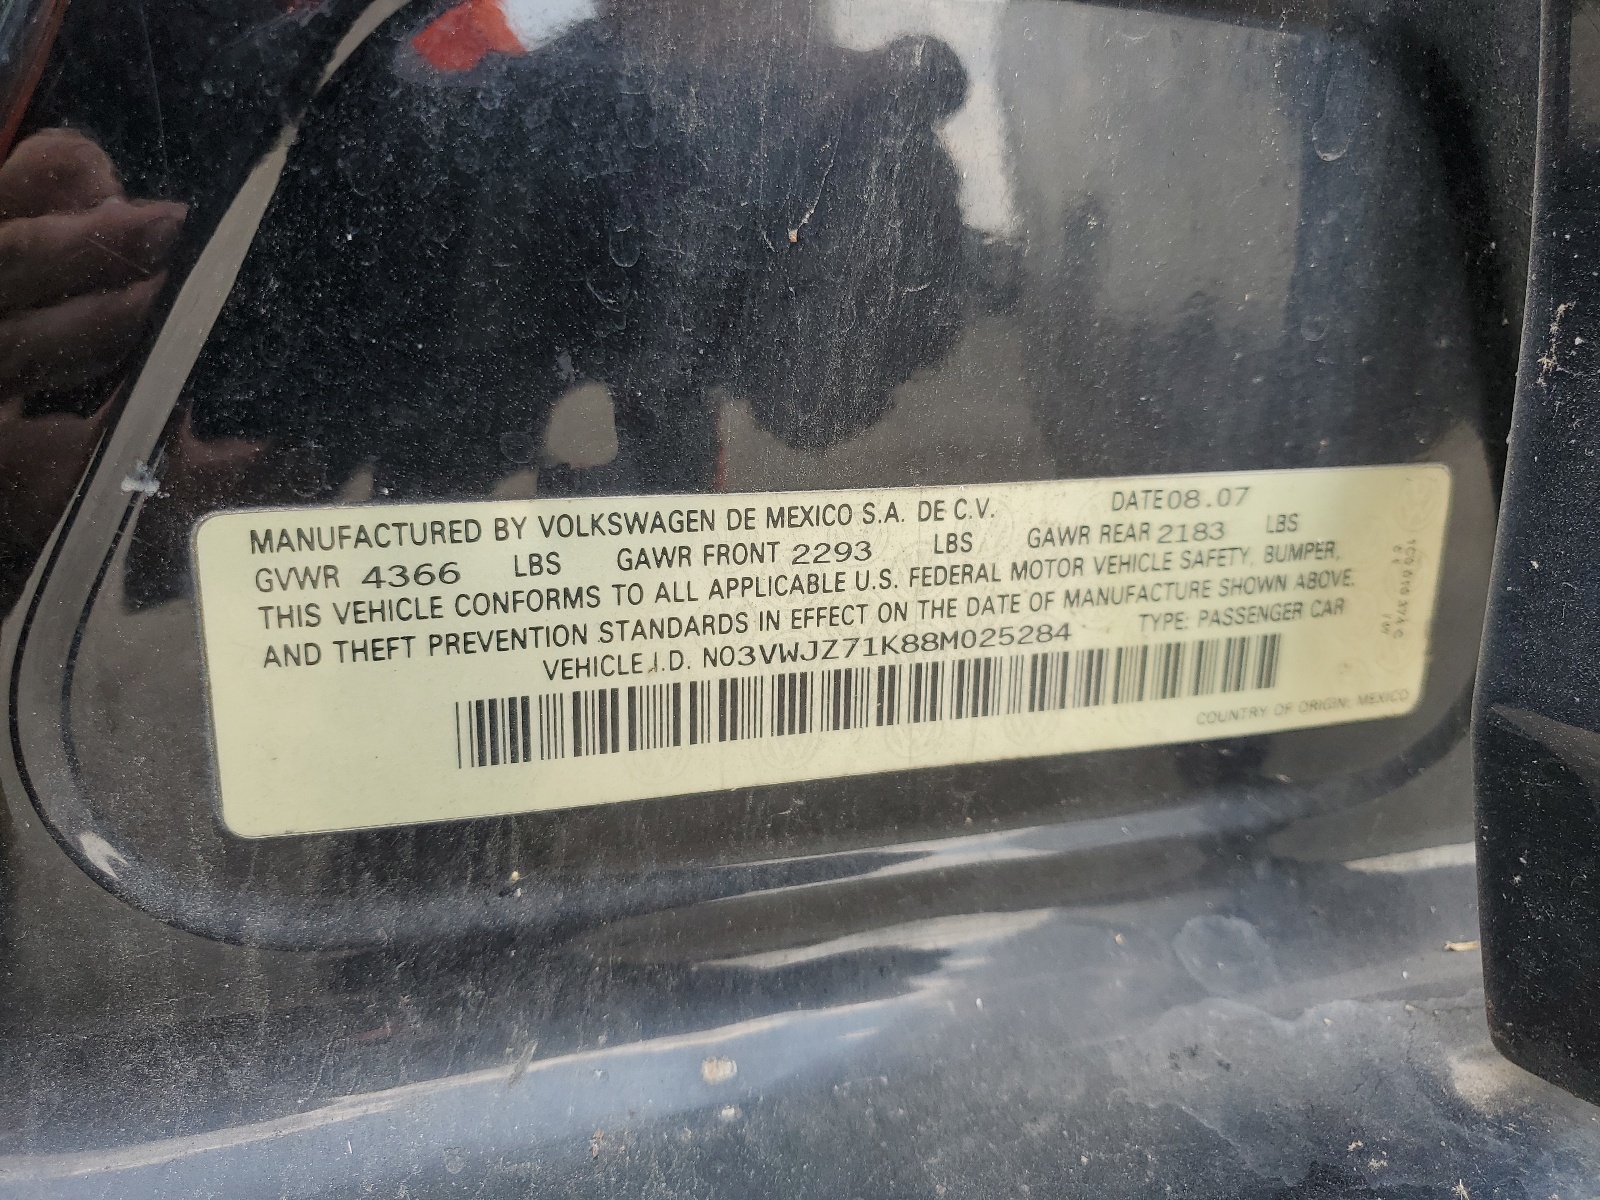 MANUFACTURED BY VOLKSWAGEN DE MEXICO S.A. DE C.V. DATE08.07
GVWR 4366 LBS GAWR FRONT 2293 LBS GAWR REAR 2183 LBS
THIS VEHICLE CONFORMS TO ALL APPLICABLE U.S. FEDERAL MOTOR VEHICLE SAFETY, BUMPER,
AND THEFT PREVENTION STANDARDS IN EFFECT ON THE DATE OF MANUFACTURE SHOWN ABOVE.
VEHICLE I.D. NO3VWJZ71K88M025284 TYPE: PASSENGER CAR
COUNTRY OF ORIGIN: MEXICO